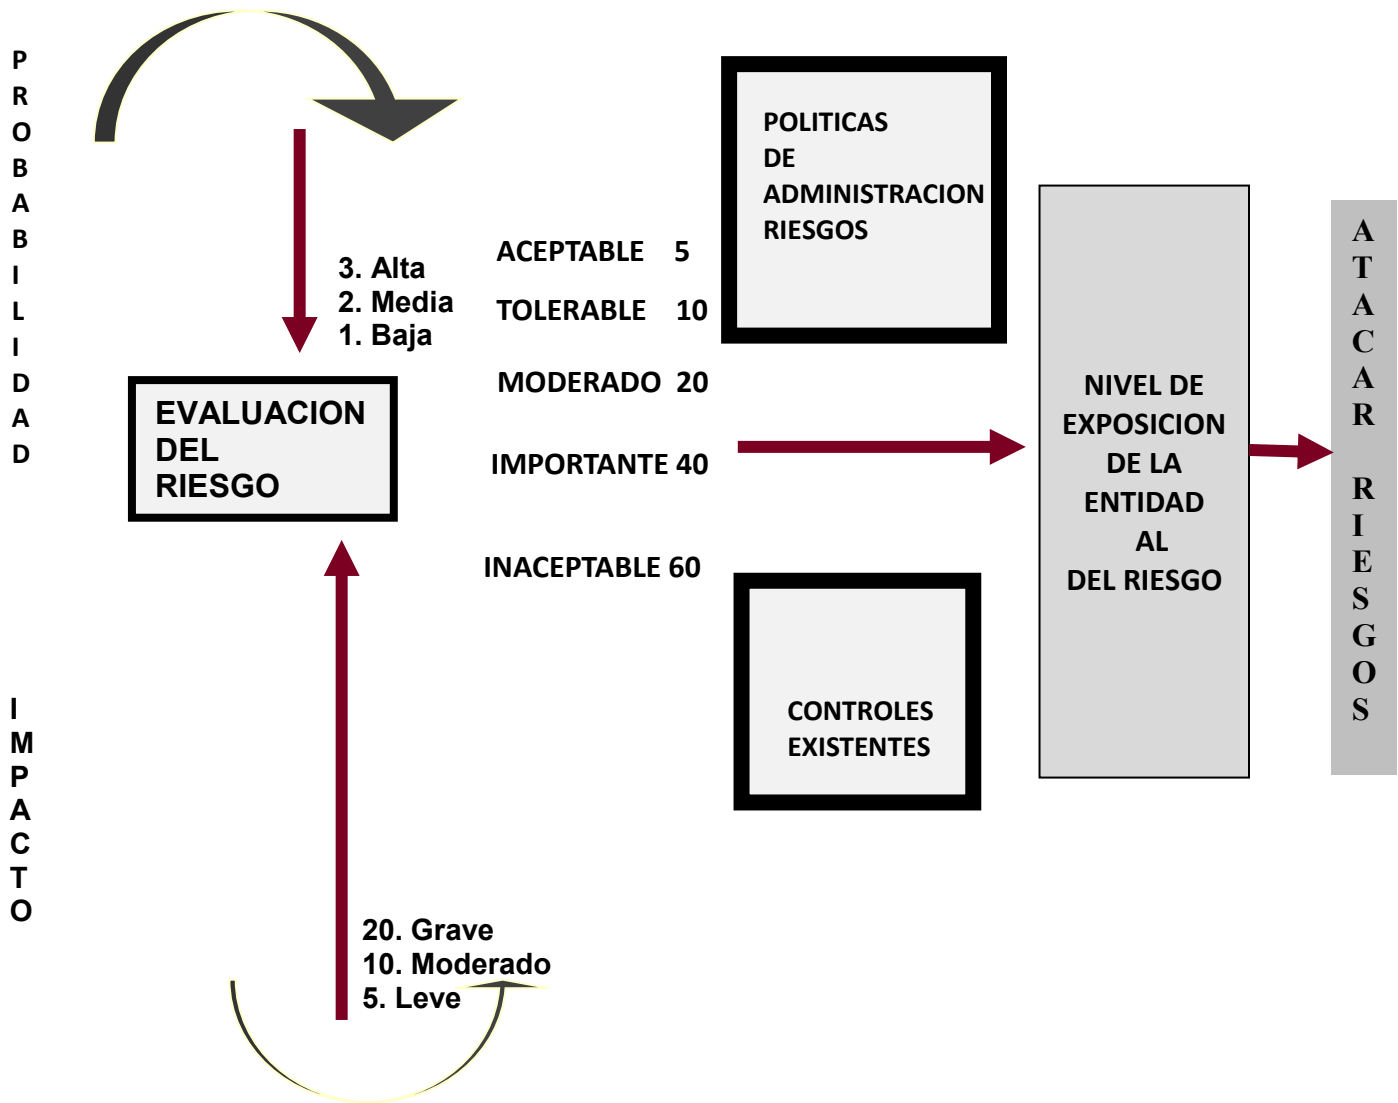 PROBABILIDAD
3. Alta
2. Media
1. Baja
EVALUACION
DEL
RIESGO
IMPACTO
20. Grave
10. Moderado
5. Leve
ACEPTABLE 5
TOLERABLE 10
MODERADO 20
IMPORTANTE 40
INACEPTABLE 60
POLITICAS
DE
ADMINISTRACION
RIESGOS
CONTROLES
EXISTENTES
NIVEL DE
EXPOSICION
DE LA
ENTIDAD
AL
DEL RIESGO
ATACAR RIESGOS